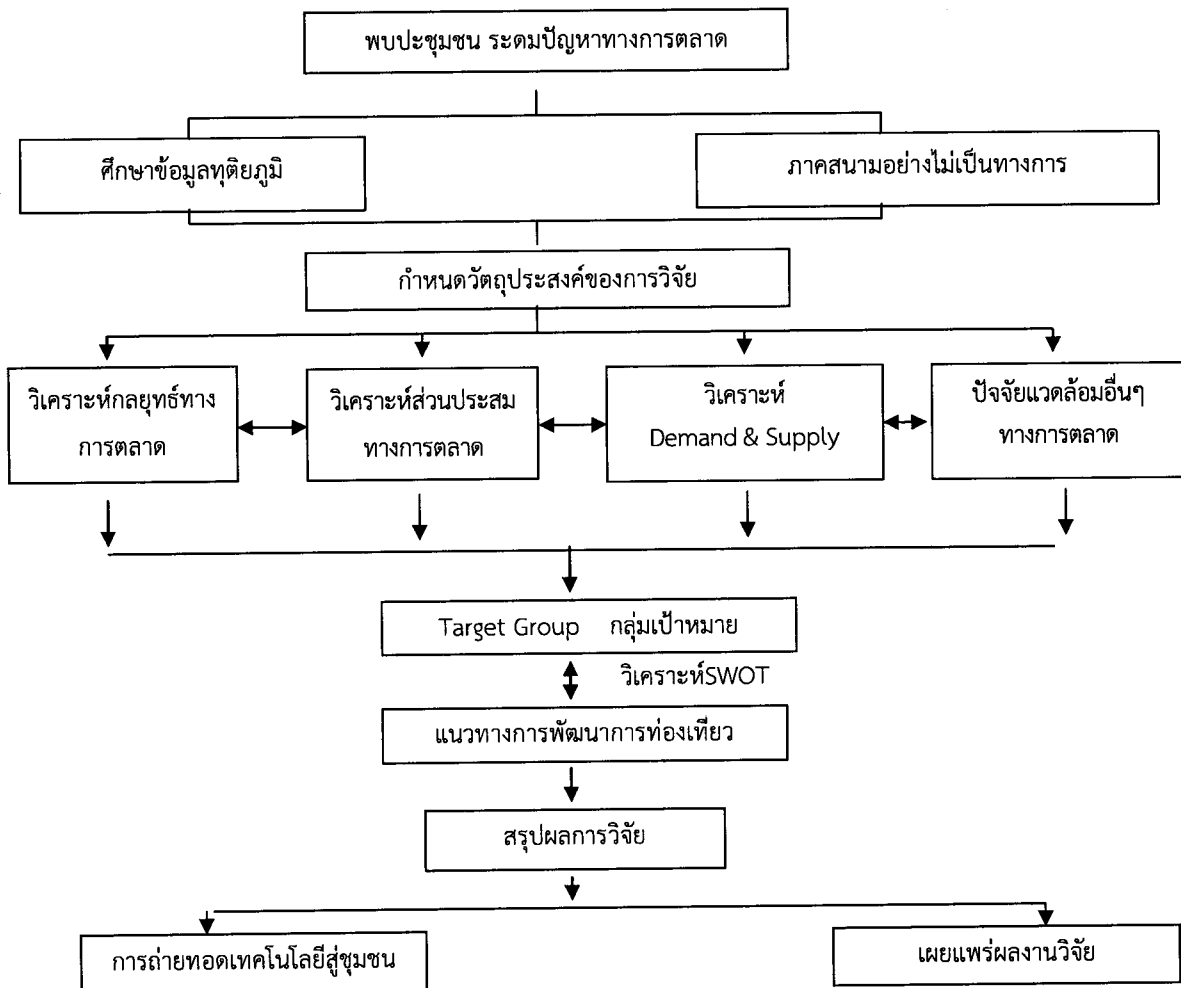 พบปะชุมชน ระดมปัญหาทางการตลาด
ศึกษาข้อมูลทุติยภูมิ
ภาคสนามอย่างไม่เป็นทางการ
กำหนดวัตถุประสงค์ของการวิจัย
วิเคราะห์กลยุทธ์ทาง
การตลาด
วิเคราะห์ส่วนประสม
ทางการตลาด
วิเคราะห์
Demand & Supply
ปัจจัยแวดล้อมอื่นๆ
ทางการตลาด
Target Group กลุ่มเป้าหมาย
วิเคราะห์SWOT
แนวทางการพัฒนาการท่องเที่ยว
สรุปผลการวิจัย
การถ่ายทอดเทคโนโลยีสู่ชุมชน
เผยแพร่ผลงานวิจัย